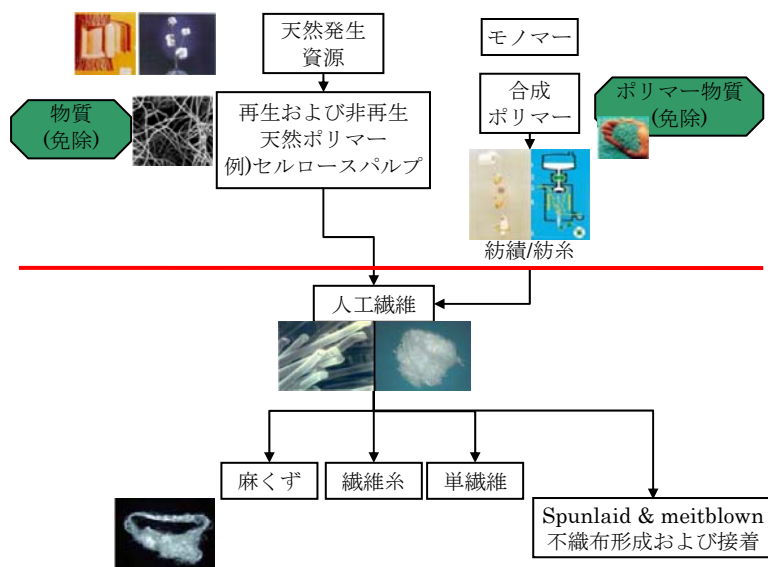 天然発生
資源
モノマー
物質
(免除)
再生および非再生
天然ポリマー
例)セルロースパルプ
合成
ポリマー
ポリマー物質
(免除)
紡績/紡糸
人工繊維
麻くず
繊維糸
単繊維
Spunlaid & meitblown
不織布形成および接着